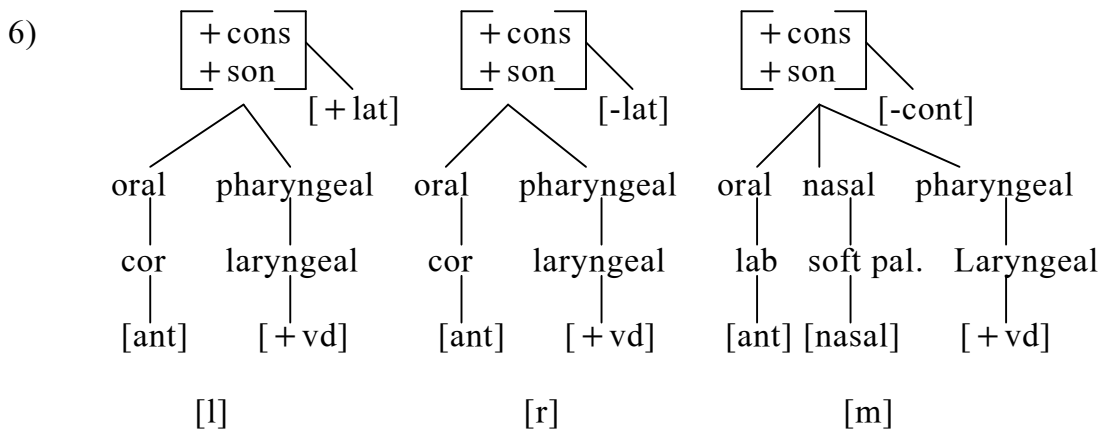 6) + cons + cons + cons
+ son + son + son
[ + lat] [-lat] [-cont]
oral pharyngeal oral pharyngeal oral nasal pharyngeal
cor laryngeal cor laryngeal lab soft pal. Laryngeal
[ant] [ + vd] [ant] [ + vd] [ant] [nasal] [ + vd]
[l] [r] [m]